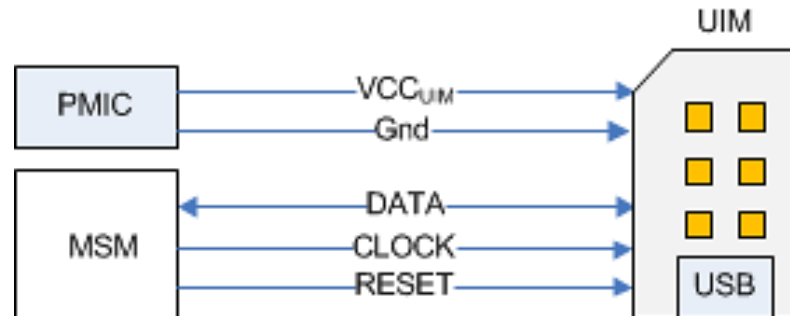 UIM
PMIC
VCCUIM
Gnd
MSM
DATA
CLOCK
RESET
USB